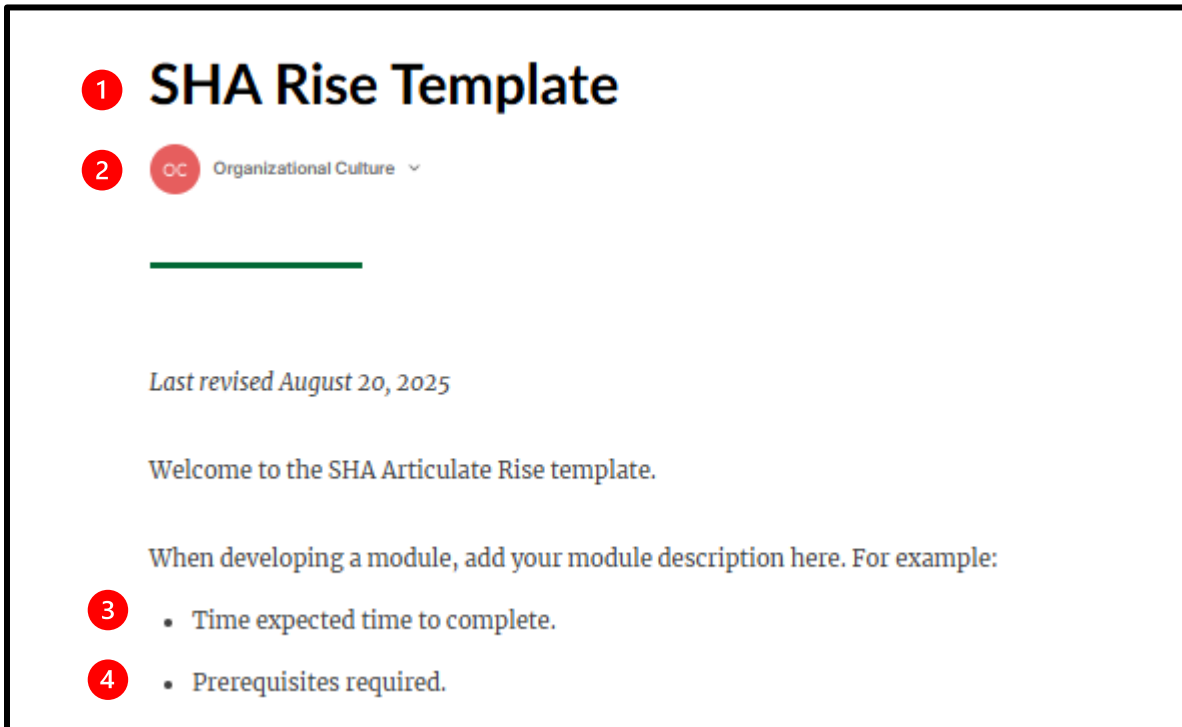 1 SHA Rise Template
2 OC Organizational Culture
Last revised August 20, 2025
Welcome to the SHA Articulate Rise template.
When developing a module, add your module description here. For example:
3 • Time expected time to complete.
4 • Prerequisites required.